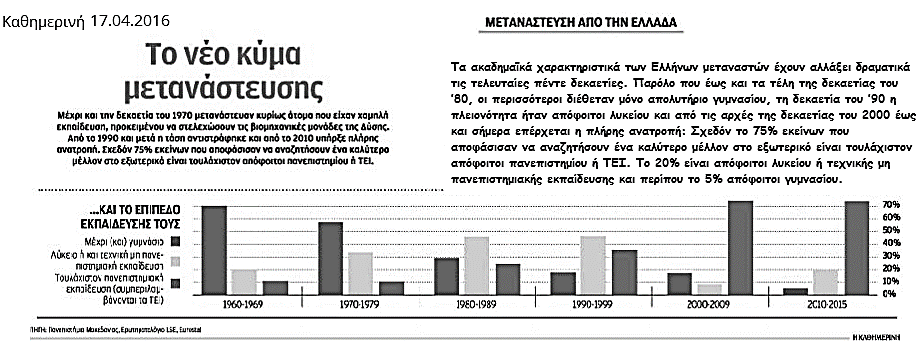 Καθημερινή 17.04.2016
Το νέο κύμα
μετανάστευσης
Μέχρι και την δεκαετία του 1970 μετανάστευαν κυρίως άτομα που είχαν χαμηλή
εκπαίδευση, προκειμένου να στελεχώσουν τις βιομηχανικές μονάδες της Δύσης.
Από το 1990 και μετά η τάση αντιστράφηκε και από το 2010 υπήρξε πλήρης
ανατροπή. Σχεδόν 75% εκείνων που αποφάσισαν να αναζητήσουν ένα καλύτερο
μέλλον στο εξωτερικό είναι τουλάχιστον απόφοιτοι πανεπιστημίου ή ΤΕΙ.
ΜΕΤΑΝΑΣΤΕΥΣΗ ΑΠΟ ΤΗΝ ΕΛΛΑΔΑ
Τα ακαδημαϊκά χαρακτηριστικά των Ελλήνων μεταναστών έχουν αλλάξει δραματικά
τις τελευταίες πέντε δεκαετίες. Παρόλο που έως και τα τέλη της δεκαετίας του
'80, οι περισσότεροι διέθεταν μόνο απολυτήριο γυμνασίου, τη δεκαετία του '90 η
πλειονότητα ήταν απόφοιτοι λυκείου και από τις αρχές της δεκαετίας του 2000 έως
και σήμερα επέρχεται η πλήρης ανατροπή: Σχεδόν το 75% εκείνων που
αποφάσισαν να αναζητήσουν ένα καλύτερο μέλλον στο εξωτερικό είναι τουλάχιστον
απόφοιτοι πανεπιστημίου ή ΤΕΙ. Το 20% είναι απόφοιτοι λυκείου ή τεχνικής μη
πανεπιστημιακής εκπαίδευσης και περίπου το 5% απόφοιτοι γυμνασίου.
...ΚΑΙ ΤΟ ΕΠΙΠΕΔΟ
ΕΚΠΑΙΔΕΥΣΗΣ ΤΟΥΣ
Μέχρι (και) γυμνάσιο
Λύκειο ή και τεχνική μη πανε-
πιστημιακή εκπαίδευση
Τουλάχιστον πανεπιστημιακή
εκπαίδευση (συμπεριλαμ-
βάνονται τα ΤΕΙ)
70%
60%
50%
40%
30%
20%
10%
0%
1960-1969
1970-1979
1980-1989
1990-1999
2000-2009
2010-2015
ΠΗΓΗ: Πανεπιστήμιο Μακεδονίας, Ερωτηματολόγιο LSE, Eurostat
Η ΚΑΘΗΜΕΡΙΝΗ